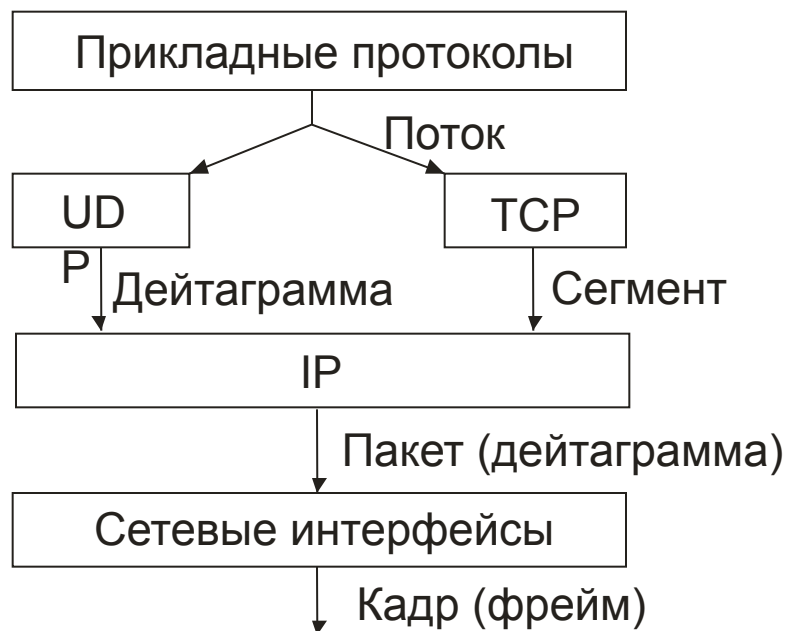 Прикладные протоколы
Поток
UD
P
TCP
Дейтаграмма
Сегмент
IP
Пакет (дейтаграмма)
Сетевые интерфейсы
Кадр (фрейм)